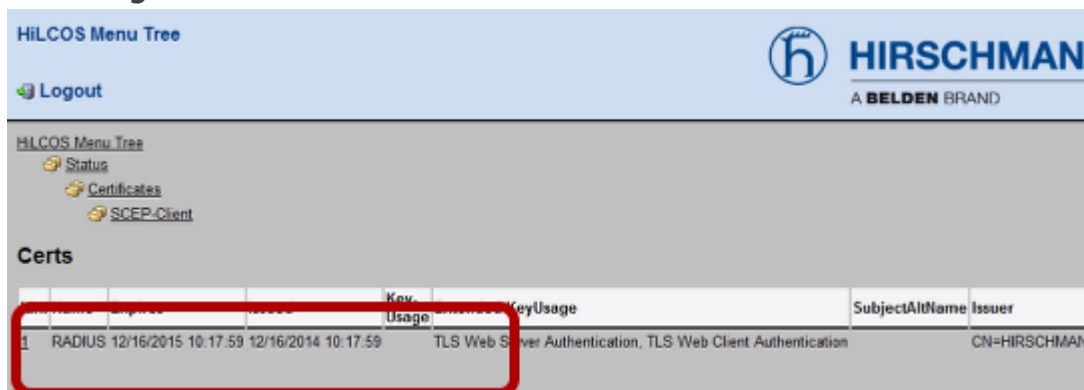 HiLCOS Menu Tree
HIRSCHMAN
Logout
A BELDEN BRAND
HiLCOS Menu Tree
Status
Certificates
SCEP-Client
Certs
Key-Usage KeyUsage SubjectAltName Issuer
1 RADIUS 12/16/2015 10:17:59 12/16/2014 10:17:59 TLS Web Server Authentication, TLS Web Client Authentication CN=HIRSCHMAN